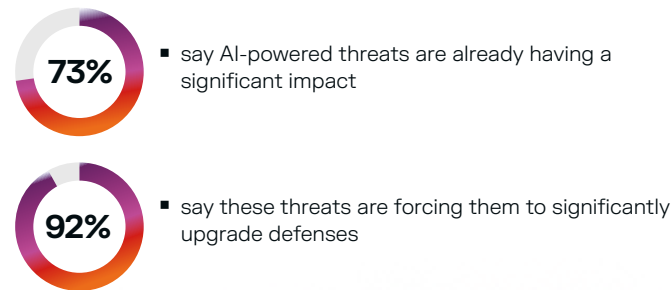 73%
▪ say AI-powered threats are already having a
significant impact
92%
▪ say these threats are forcing them to significantly
upgrade defenses